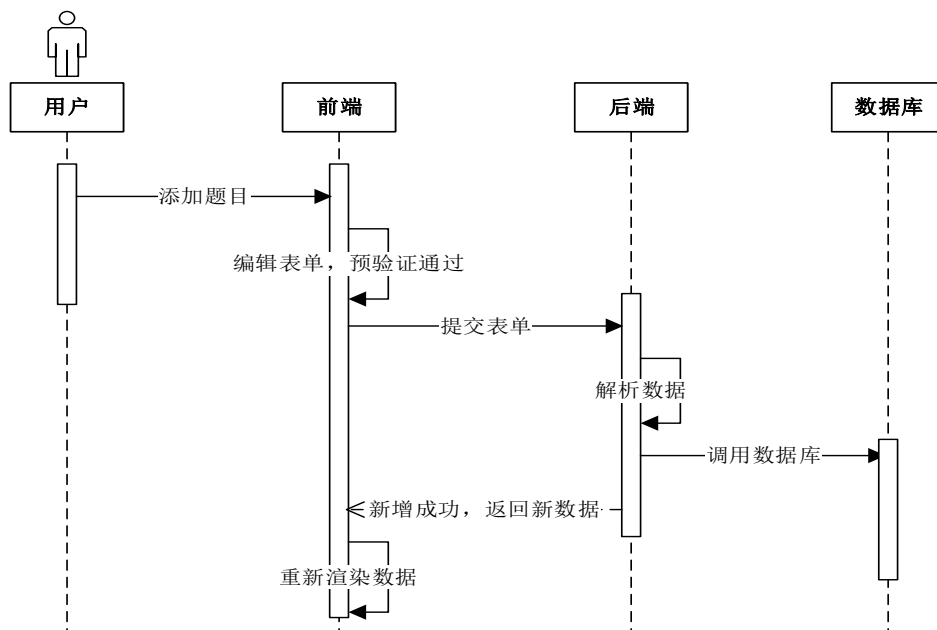 用户
前端
后端
数据库
添加题目
编辑表单，预验证通过
提交表单
解析数据
调用数据库
新增成功，返回新数据
重新渲染数据